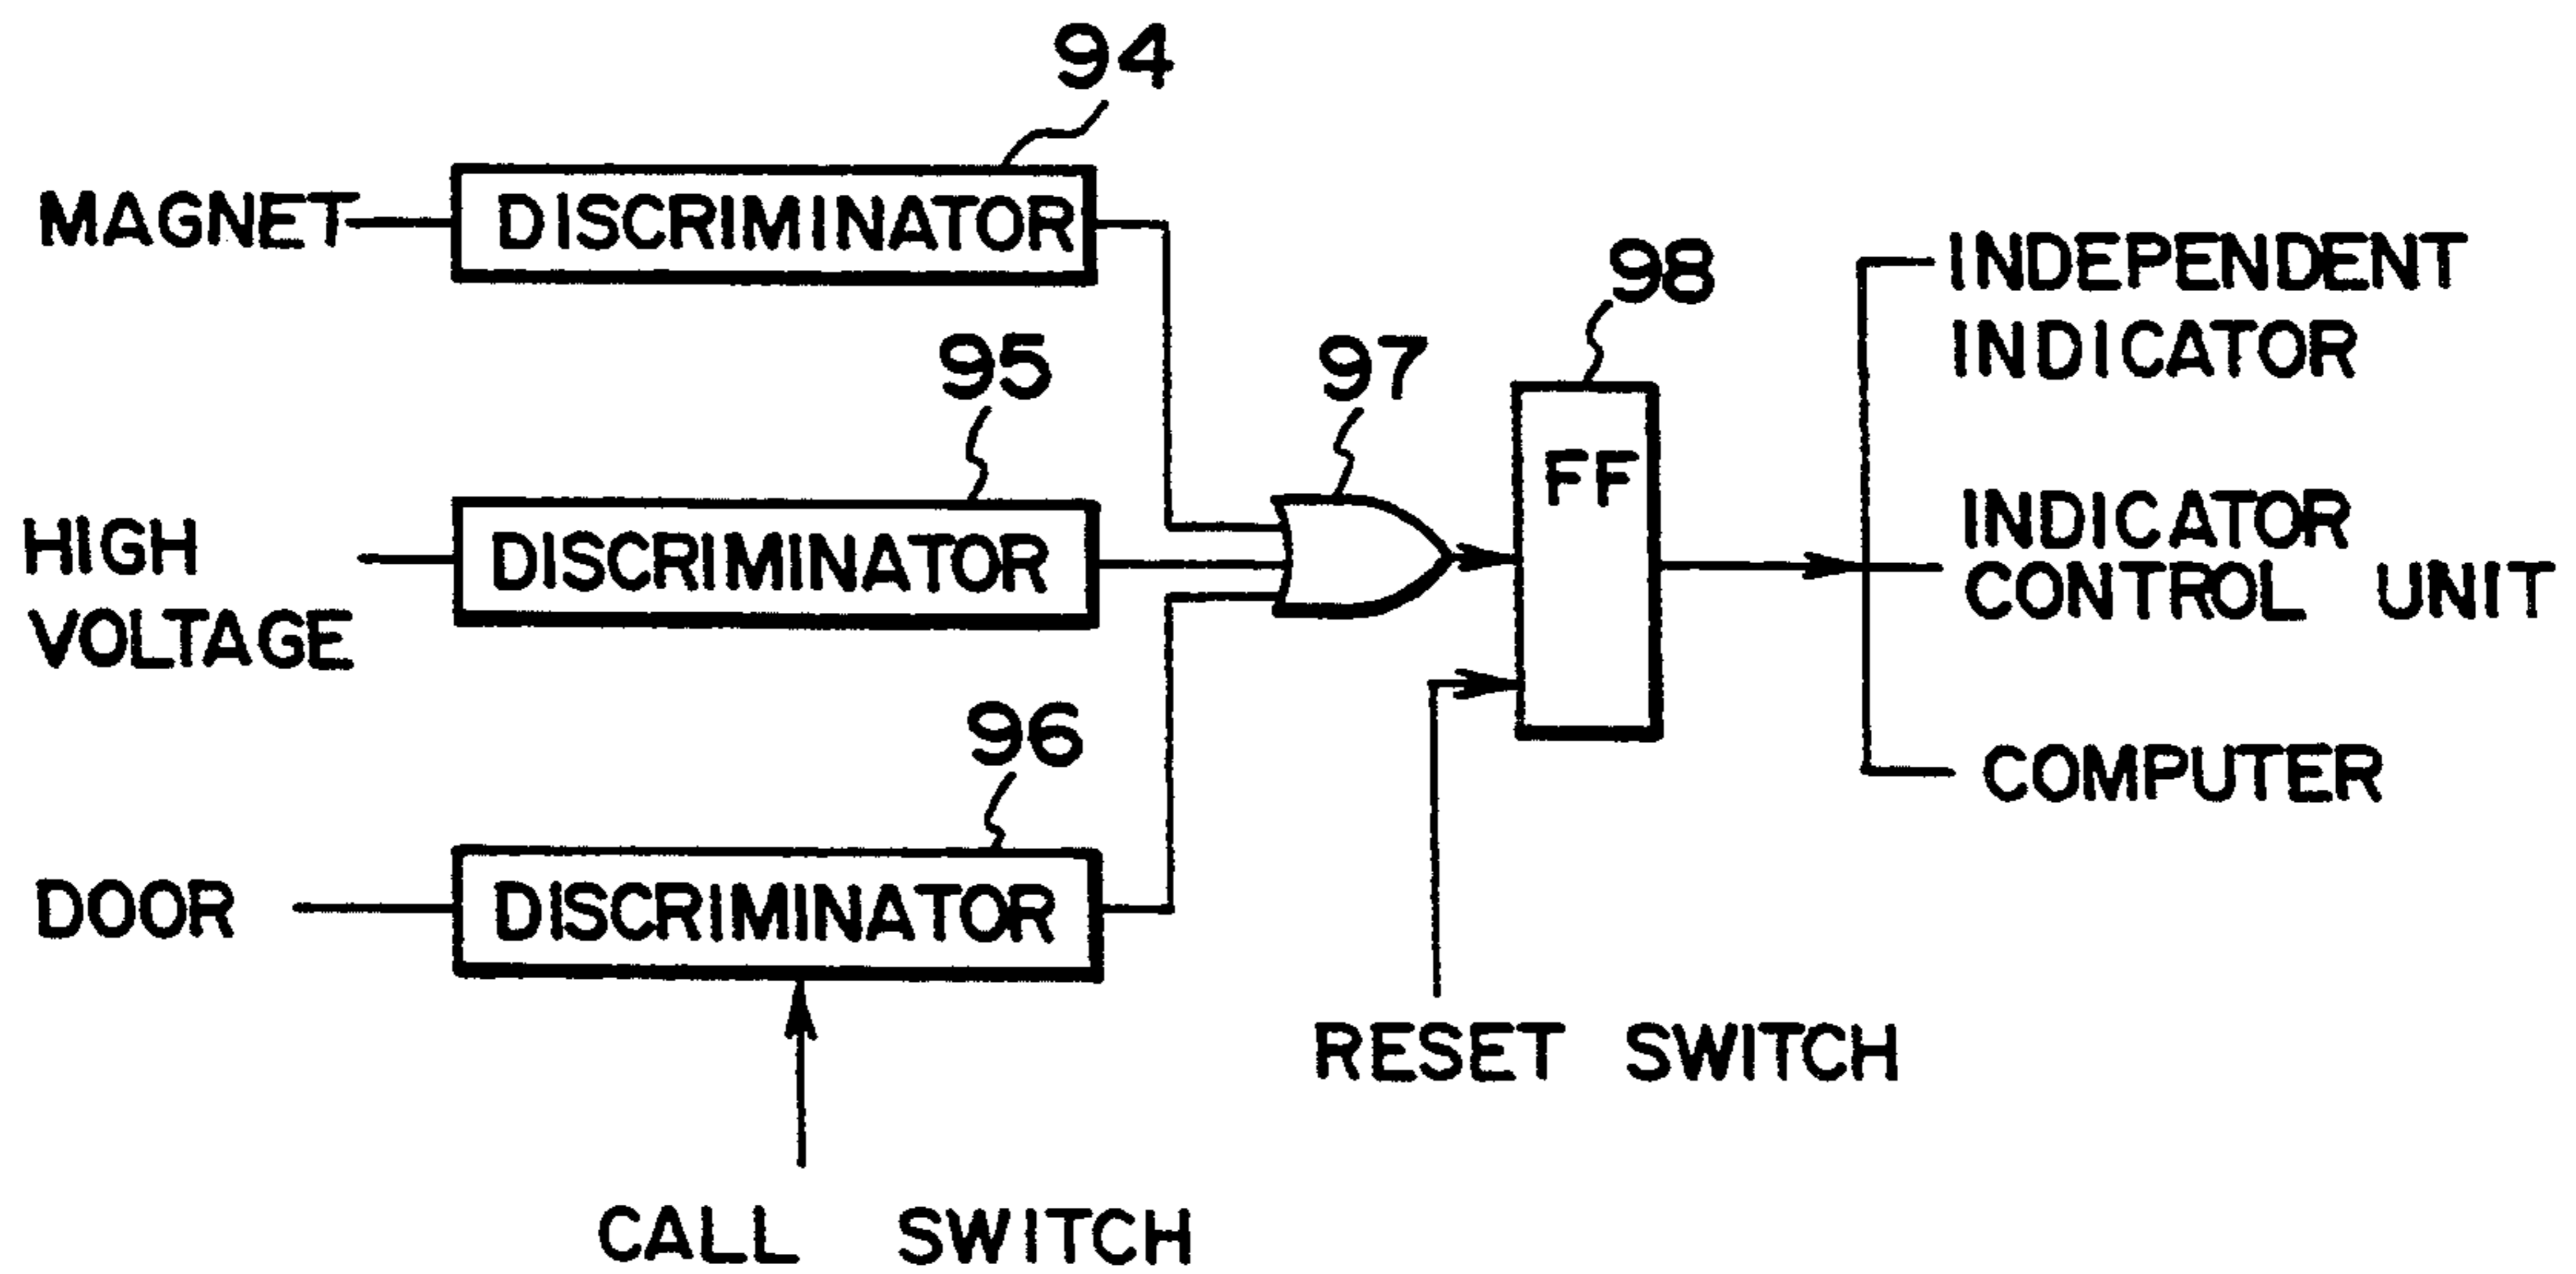 94
MAGNET
DISCRIMINATOR
98
INDEPENDENT
INDICATOR
95
97
FF
HIGH
VOLTAGE
DISCRIMINATOR
INDICATOR
CONTROL UNIT
96
COMPUTER
DOOR
DISCRIMINATOR
RESET SWITCH
CALL SWITCH